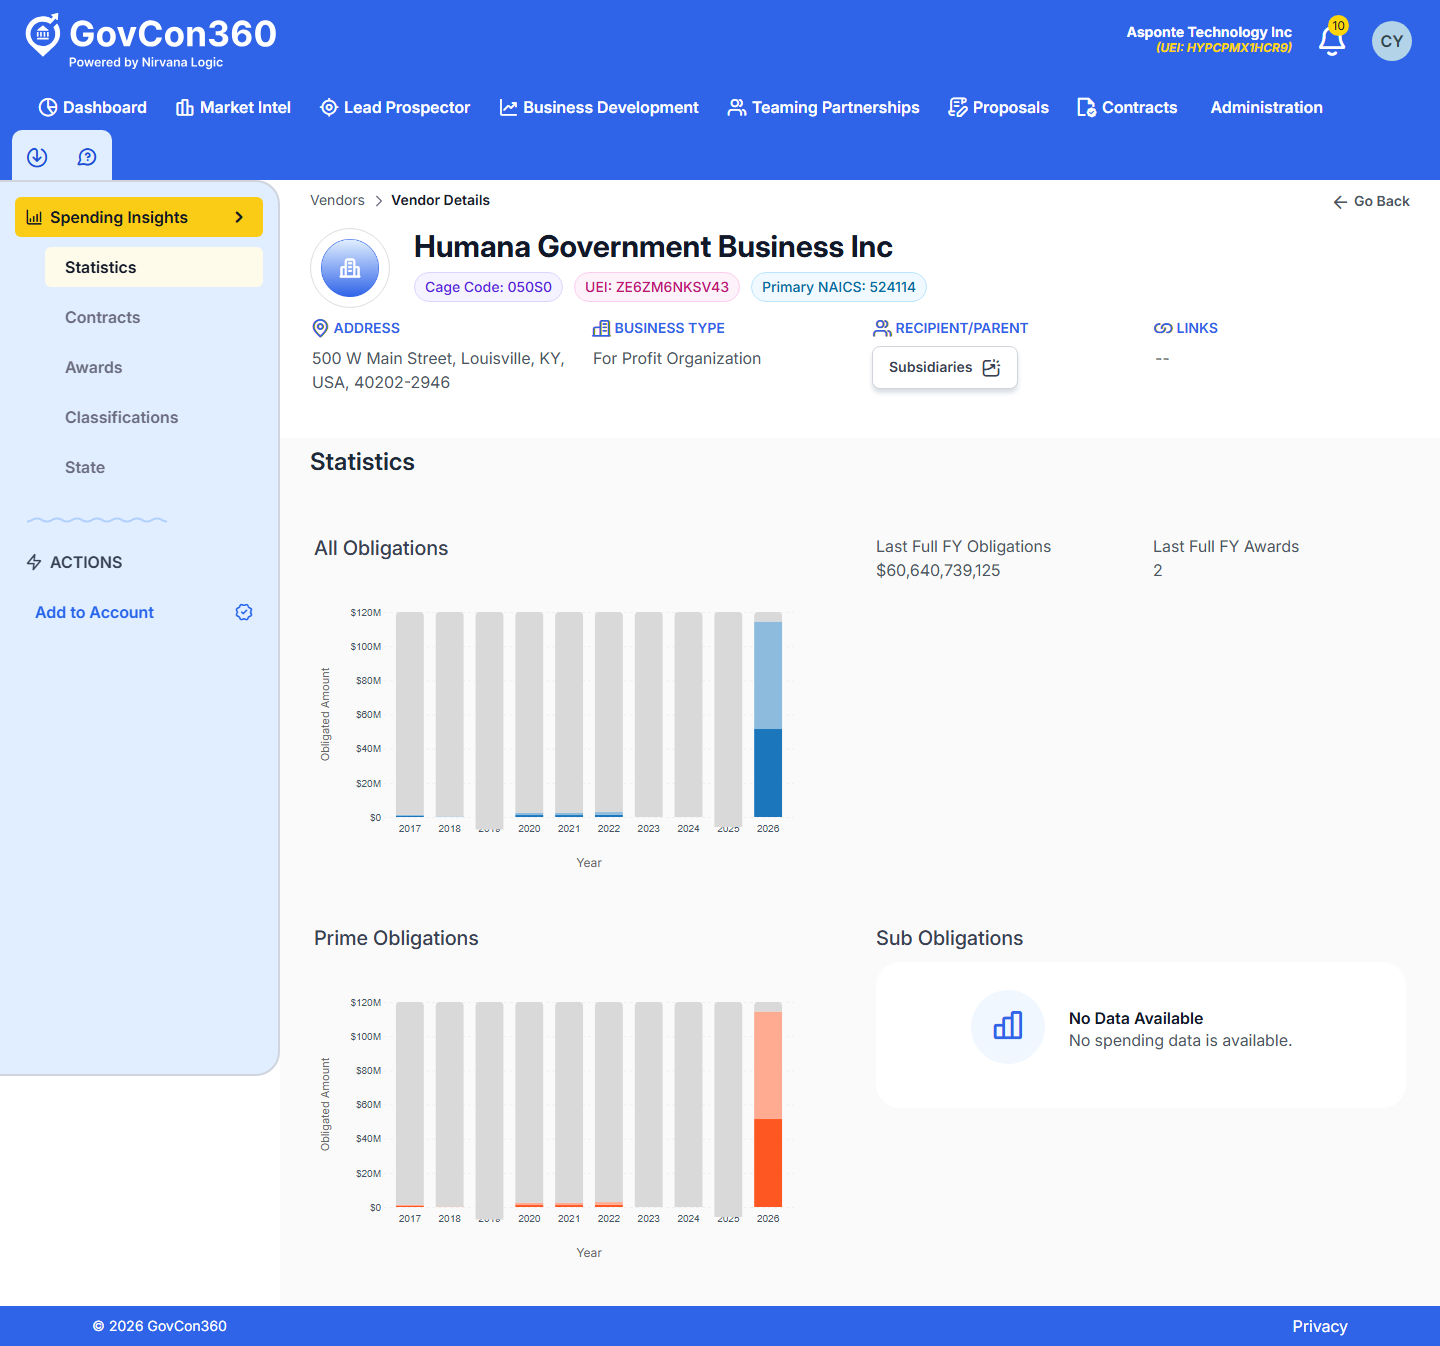 GovCon360
Powered by Nirvana Logic
Asponte Technology Inc
(UEI: HYPCPMX1HCR9)
10
CY
Dashboard
Market Intel
Lead Prospector
Business Development
Teaming Partnerships
Proposals
Contracts
Administration
Spending Insights
Statistics
Contracts
Awards
Classifications
State
ACTIONS
Add to Account
Vendors
Vendor Details
Go Back
Humana Government Business Inc
Cage Code: 050S0
UEI: ZE6ZM6NKSV43
Primary NAICS: 524114
ADDRESS
500 W Main Street, Louisville, KY,
USA, 40202-2946
BUSINESS TYPE
For Profit Organization
RECIPIENT/PARENT
Subsidiaries
LINKS
--
Statistics
All Obligations
Last Full FY Obligations
$60,640,739,125
Last Full FY Awards
2
$120M
$100M
$80M
$60M
$40M
$20M
$0
Obligated Amount
2017 2018 2019 2020 2021 2022 2023 2024 2025 2026
Year
Prime Obligations
$120M
$100M
$80M
$60M
$40M
$20M
$0
Obligated Amount
2017 2018 2019 2020 2021 2022 2023 2024 2025 2026
Year
Sub Obligations
No Data Available
No spending data is available.
© 2026 GovCon360
Privacy